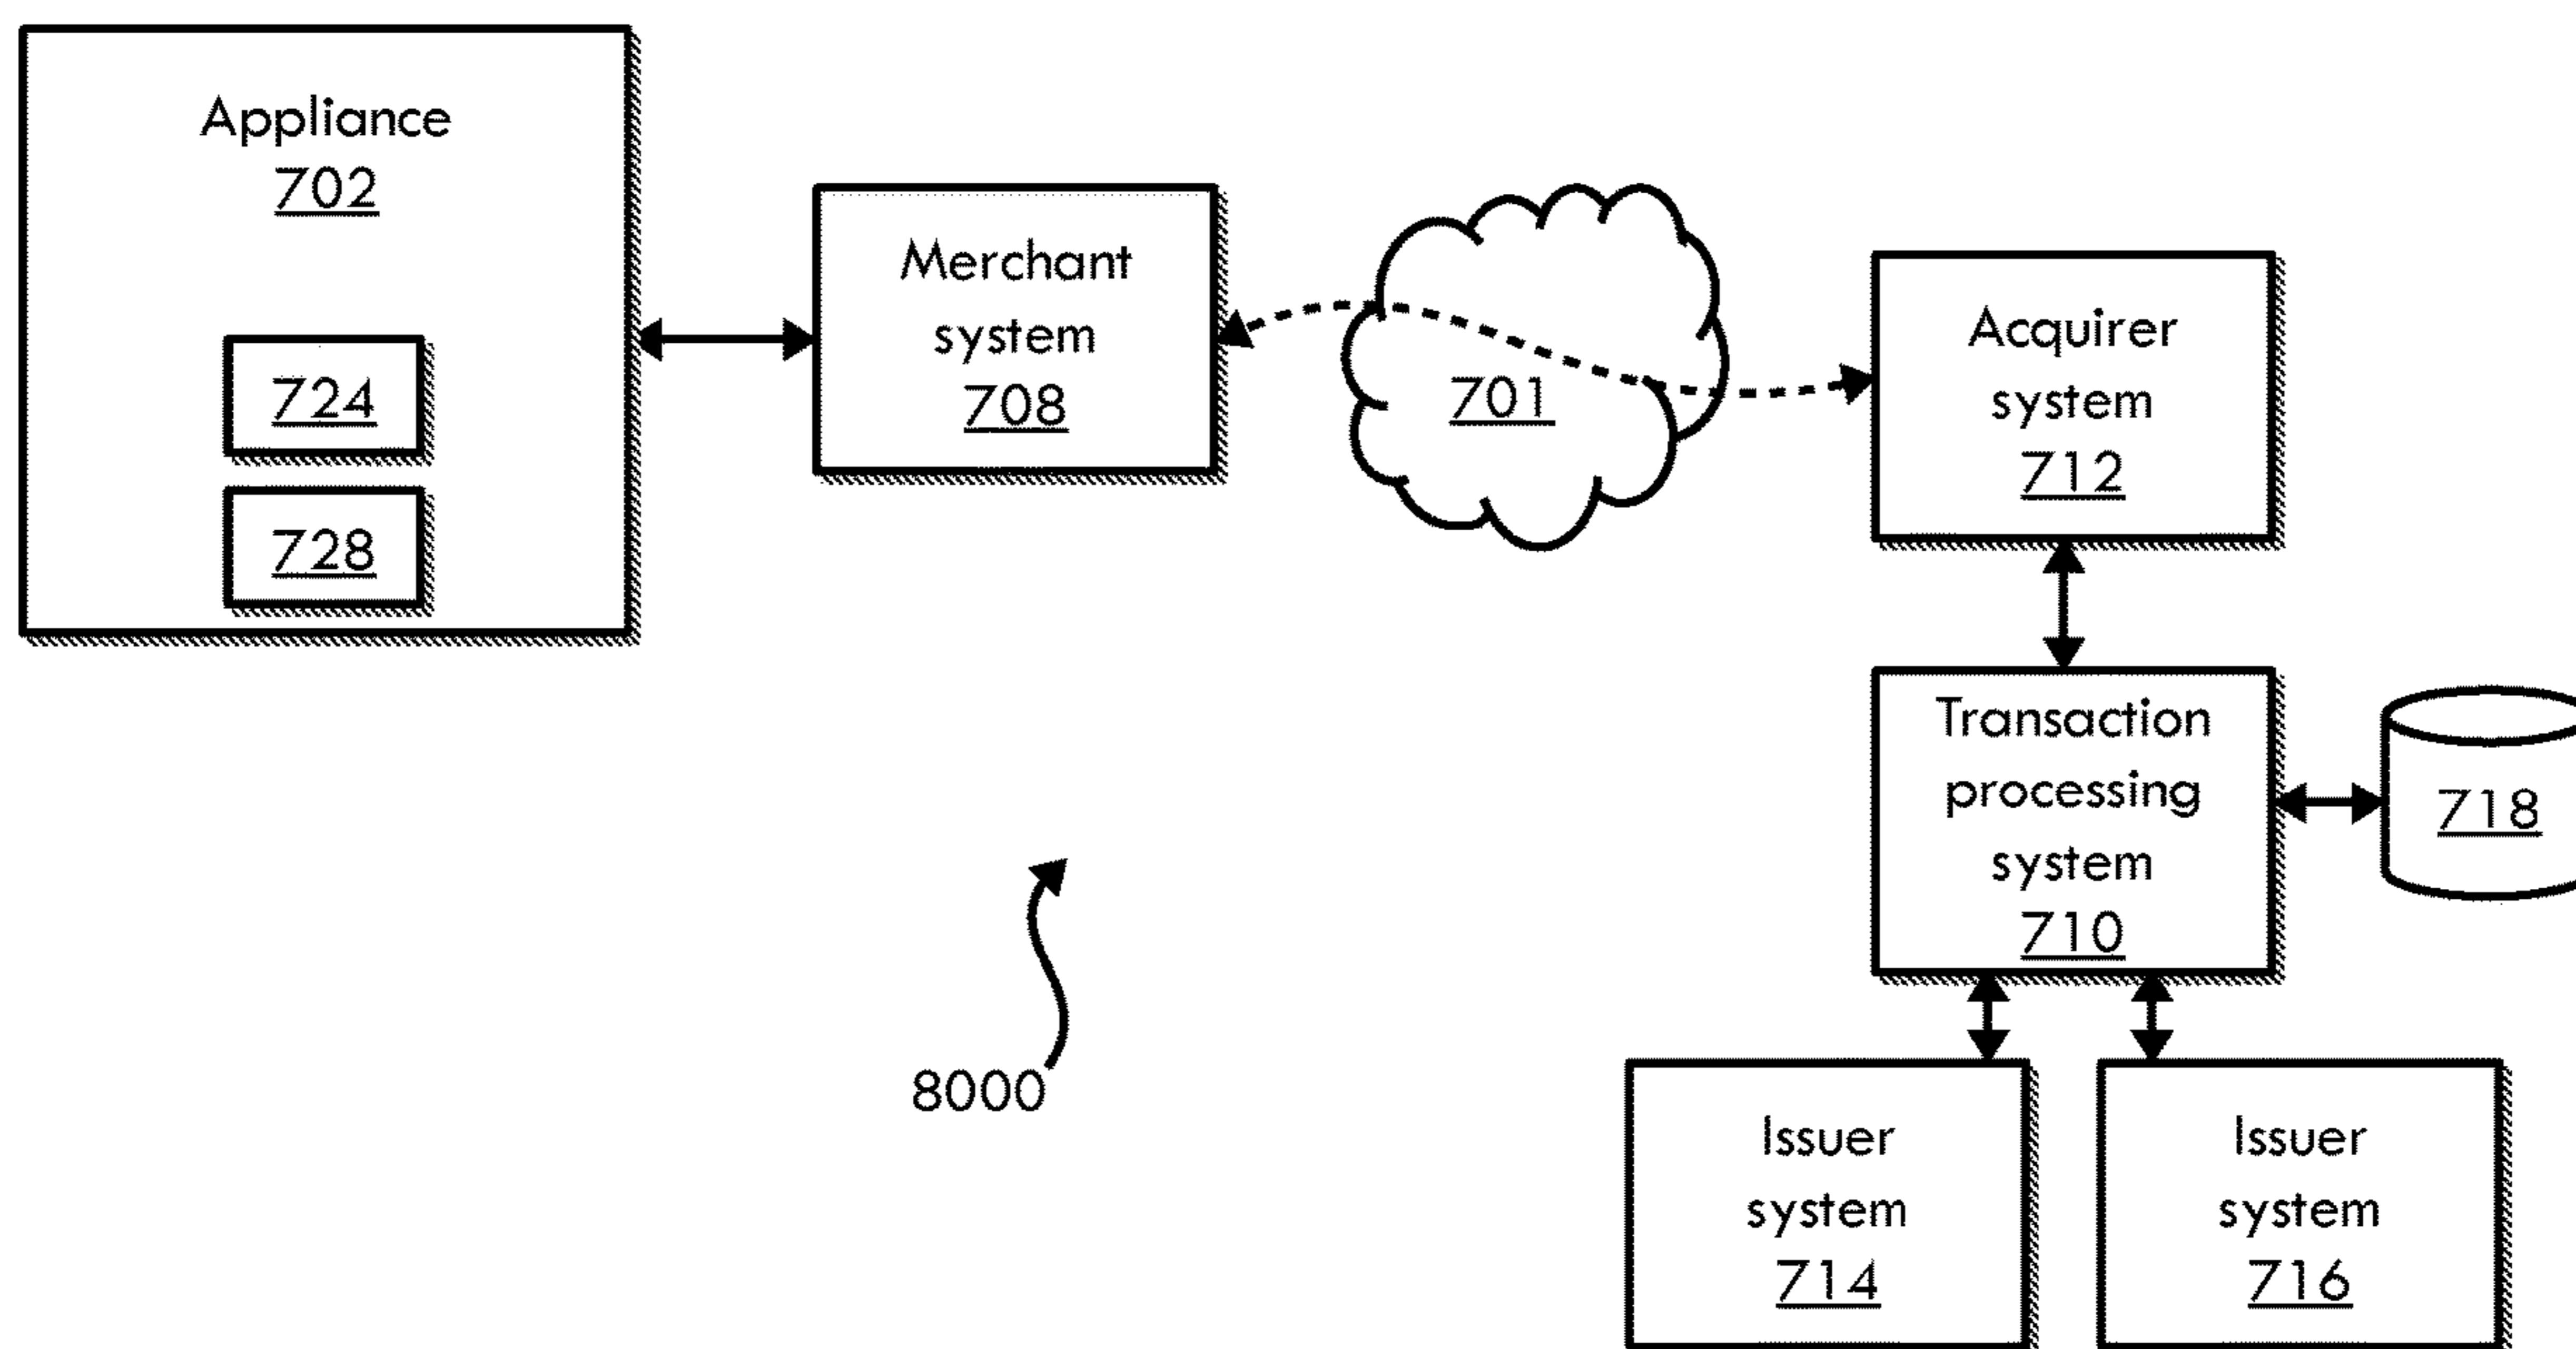 Appliance
702
724
728
Merchant
system
708
701
Acquirer
system
712
Transaction
processing
system
710
718
8000
Issuer
system
714
Issuer
system
716